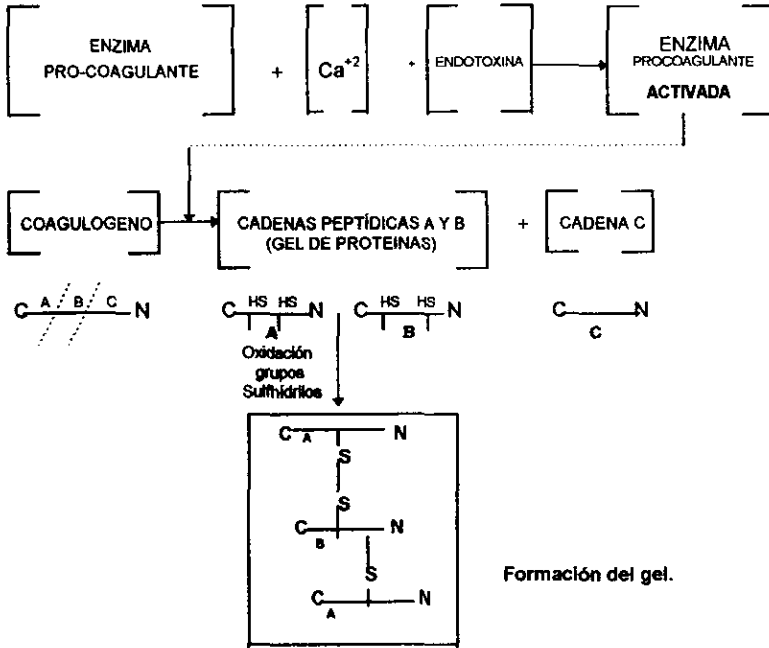 ENZIMA
PRO-COAGULANTE
+
Ca+2
+
ENDOTOXINA
ENZIMA
PROCOAGULANTE
ACTIVADA
COAGULOGENO
CADENAS PEPTÍDICAS A Y B
(GEL DE PROTEINAS)
+
CADENA C
C A B C N
C HS HS N
A
C HS HS N
B
C N
C
Oxidación
grupos
Sulfhidrilos
C A N
S
S
C B N
S
C A N
Formación del gel.